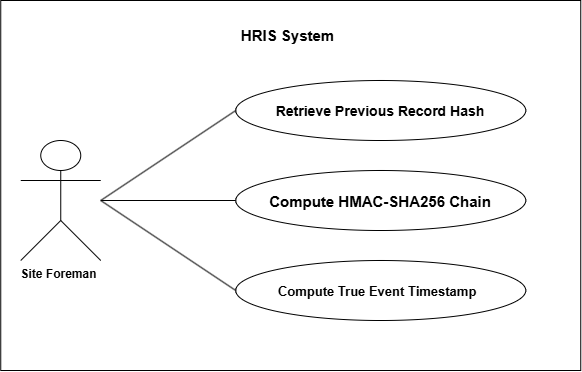 HRIS System
Retrieve Previous Record Hash
Compute HMAC-SHA256 Chain
Site Foreman
Compute True Event Timestamp